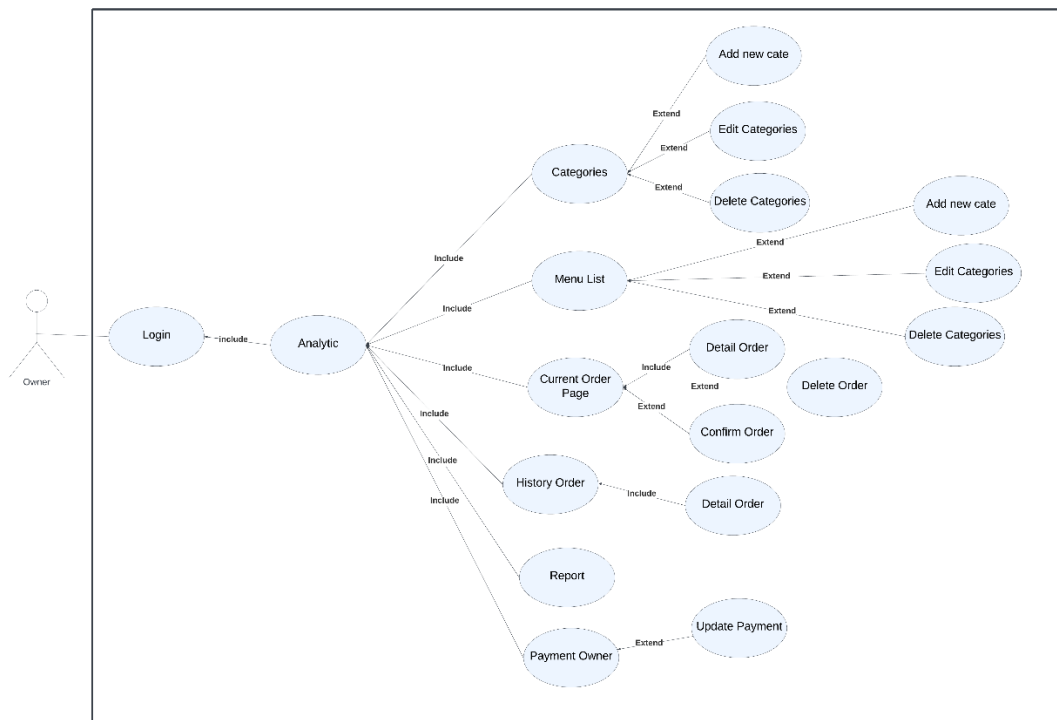 Add new cate
Extend
Edit Categories
Extend
Categories
Extend
Delete Categories
Add new cate
Extend
Include
Menu List
Extend
Edit Categories
Include
Extend
Delete Categories
Owner
Login
include
Analytic
Detail Order
Include
Include
Current Order
Page
Extend
Delete Order
Extend
Confirm Order
Include
Include
History Order
Include
Detail Order
Include
Report
Update Payment
Extend
Payment Owner